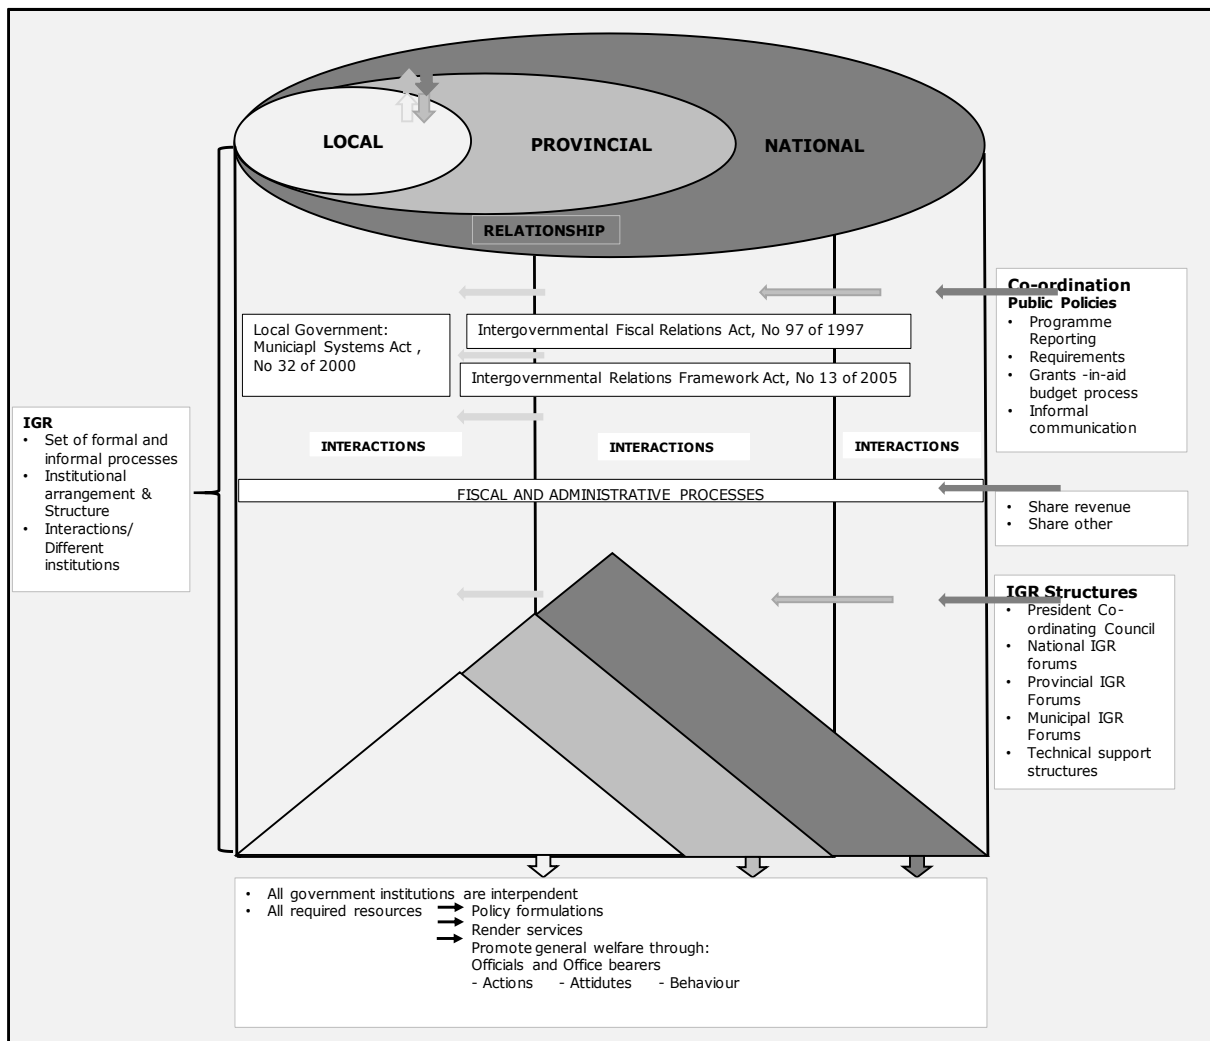 LOCAL
PROVINCIAL
NATIONAL
RELATIONSHIP
Co-ordination
Public Policies
• Programme
Reporting
• Requirements
• Grants -in-aid
budget process
• Informal
communication
Local Government:
Municiapl Systems Act ,
No 32 of 2000
Intergovernmental Fiscal Relations Act, No 97 of 1997
Intergovernmental Relations Framework Act, No 13 of 2005
IGR
• Set of formal and
informal processes
• Institutional
arrangement &
Structure
• Interactions/
Different
institutions
INTERACTIONS
INTERACTIONS
INTERACTIONS
FISCAL AND ADMINISTRATIVE PROCESSES
• Share revenue
• Share other
IGR Structures
• President Co-
ordinating Council
• National IGR
forums
• Provincial IGR
Forums
• Municipal IGR
Forums
• Technical support
structures
• All government institutions are interpendent
• All required resources
Policy formulations
Render services
Promote general welfare through:
Officials and Office bearers
- Actions - Attidutes - Behaviour